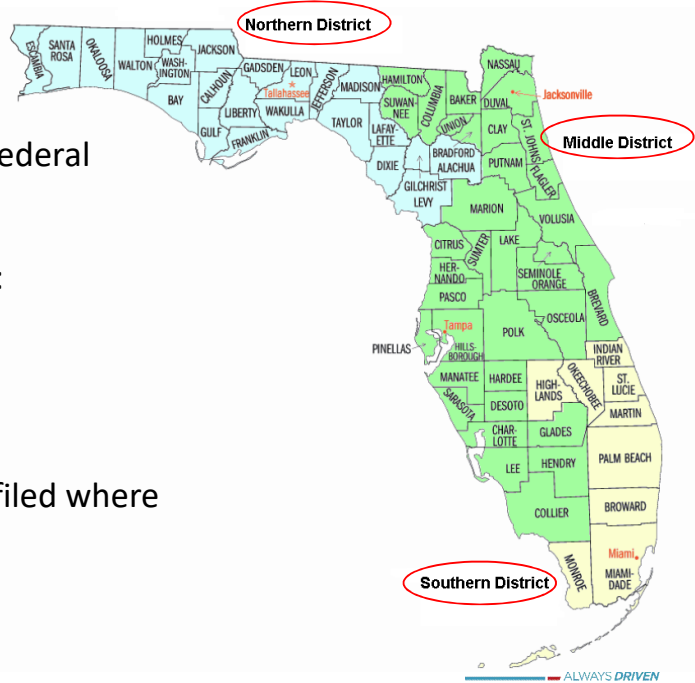 Northern District
ESCAMBIA
SANTA
ROSA
OKALOOSA
WALTON
HOLMES
WASH-
INGTON
JACKSON
BAY
CALHOUN
GULF
GADSDEN
LIBERTY
FRANKLIN
LEON
Tallahassee
WAKULLA
JEFFERSON
MADISON
TAYLOR
HAMILTON
SUWAN-
NEE
LAFAY-
ETTE
DIXIE
COLUMBIA
BAKER
UNION
BRADFORD
ALACHUA
GILCHRIST
LEVY
NASSAU
DUVAL
Jacksonville
CLAY
ST. JOHNS/
FLAGLER
PUTNAM
Middle District
ederal
MARION
VOLUSIA
CITRUS
SUMTER
LAKE
HER-
NANDO
SEMINOLE
ORANGE
:
PASCO
BREVARD
OSCEOLA
Tampa
POLK
PINELLAS
HILLS-
BOROUGH
INDIAN
RIVER
MANATEE
HARDEE
HIGH-
LANDS
OKEECHOBEE
ST.
LUCIE
SARASOTA
DESOTO
MARTIN
CHAR-
LOTTE
GLADES
LEE
HENDRY
PALM BEACH
filed where
COLLIER
BROWARD
Miami
MONROE
MIAMI-
DADE
Southern District
ALWAYS DRIVEN